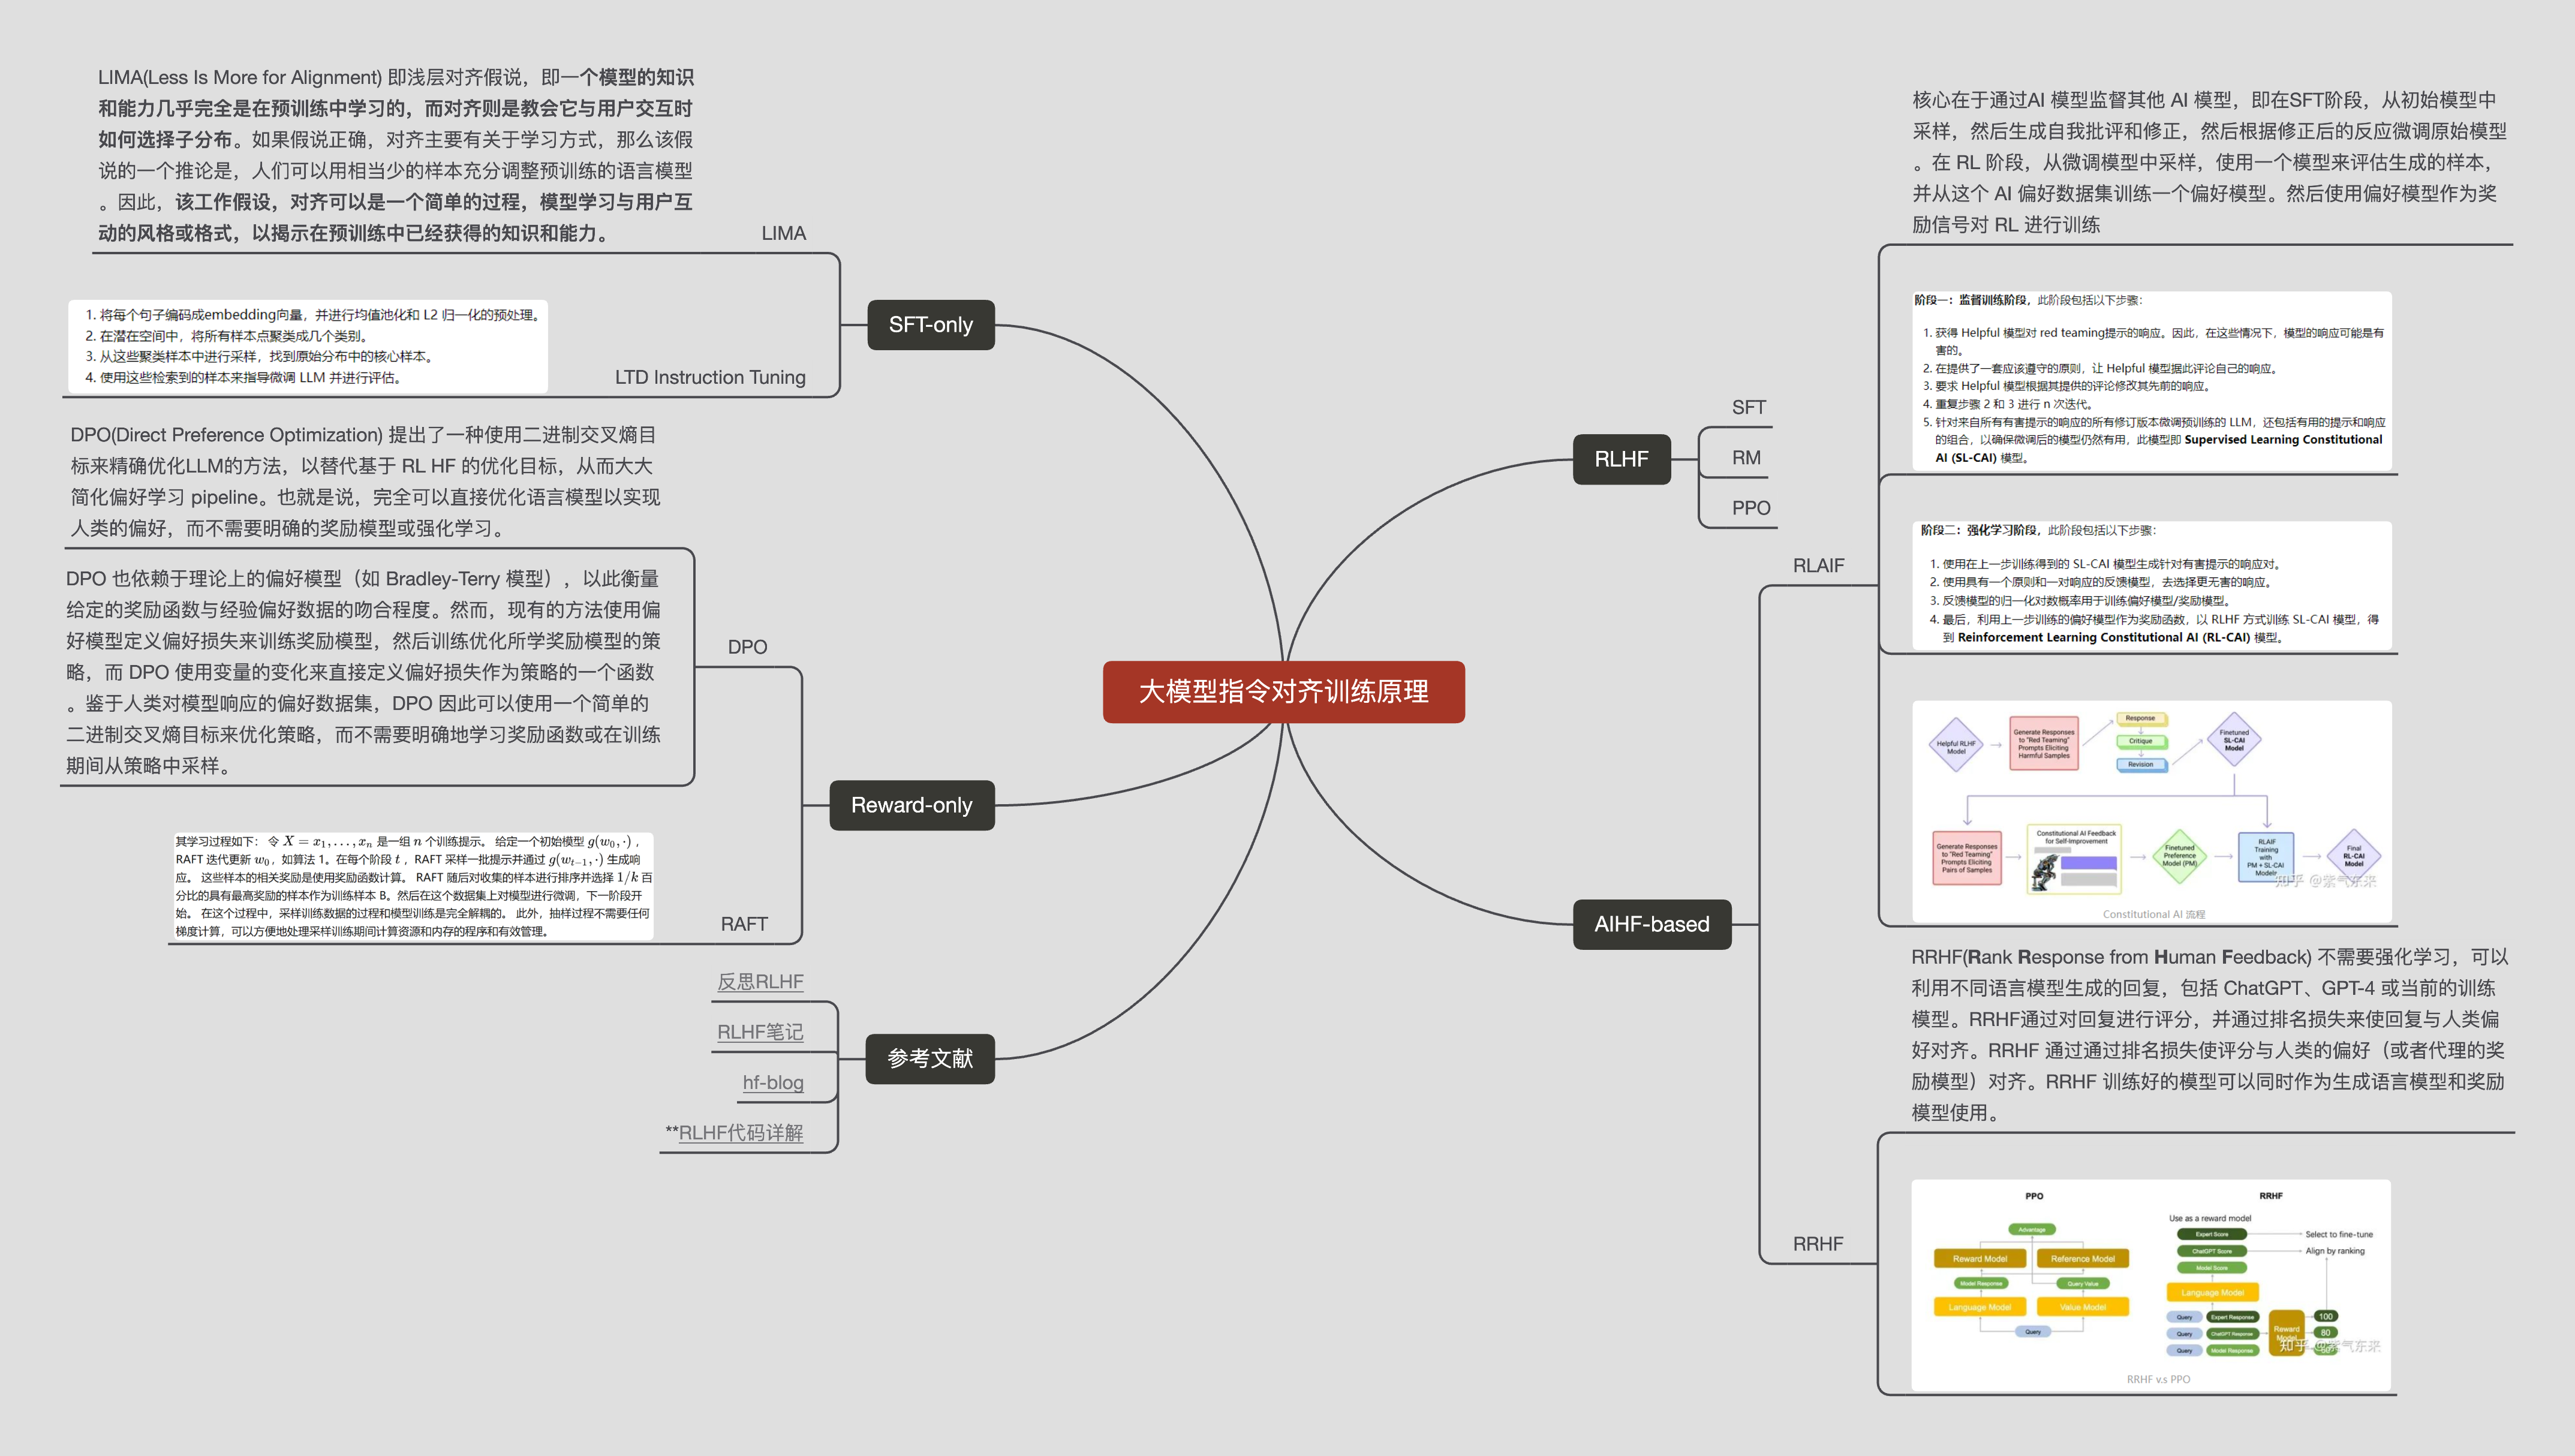 大模型指令对齐训练原理
SFT-only
LIMA
LIMA(Less Is More for Alignment) 即浅层对齐假说，即一个模型的知识
和能力几乎完全是在预训练中学习的，而对齐则是教会它与用户交互时
如何选择子分布。如果假说正确，对齐主要有关于学习方式，那么该假
说的一个推论是，人们可以用相当少的样本充分调整预训练的语言模型
。因此，该工作假设，对齐可以是一个简单的过程，模型学习与用户互
动的风格或格式，以揭示在预训练中已经获得的知识和能力。
LTD Instruction Tuning
1. 将每个句子编码成embedding向量，并进行均值池化和 L2 归一化的预处理。
2. 在潜在空间中，将所有样本点聚类成几个类别。
3. 从这些聚类样本中进行采样，找到原始分布中的核心样本。
4. 使用这些检索到的样本来指导微调 LLM 并进行评估。
Reward-only
DPO
DPO(Direct Preference Optimization) 提出了一种使用二进制交叉熵目
标来精确优化LLM的方法，以替代基于 RL HF 的优化目标，从而大大
简化偏好学习 pipeline。也就是说，完全可以直接优化语言模型以实现
人类的偏好，而不需要明确的奖励模型或强化学习。
DPO 也依赖于理论上的偏好模型（如 Bradley-Terry 模型），以此衡量
给定的奖励函数与经验偏好数据的吻合程度。然而，现有的方法使用偏
好模型定义偏好损失来训练奖励模型，然后训练优化所学奖励模型的策
略，而 DPO 使用变量的变化来直接定义偏好损失作为策略的一个函数
。鉴于人类对模型响应的偏好数据集，DPO 因此可以使用一个简单的
二进制交叉熵目标来优化策略，而不需要明确地学习奖励函数或在训练
期间从策略中采样。
RAFT
其学习过程如下： 令 X = x1, . . . , xn 是一组 n 个训练提示。 给定一个初始模型 g(w0, ·) ，
RAFT 迭代更新 w0，如算法 1。在每个阶段 t ，RAFT 采样一批提示并通过 g(wt−1, ·) 生成响
应。 这些样本的相关奖励是使用奖励函数计算。 RAFT 随后对收集的样本进行排序并选择 1/k 百
分比的具有最高奖励的样本作为训练样本 B。然后在这个数据集上对模型进行微调，下一阶段开
始。 在这个过程中，采样训练数据的过程和模型训练是完全解耦的。 此外，抽样过程不需要任何
梯度计算，可以方便地处理采样训练期间计算资源和内存的程序和有效管理。
参考文献
反思RLHF
RLHF笔记
hf-blog
**RLHF代码详解
RLHF
SFT
RM
PPO
AIHF-based
RLAIF
核心在于通过AI 模型监督其他 AI 模型，即在SFT阶段，从初始模型中
采样，然后生成自我批评和修正，然后根据修正后的反应微调原始模型
。在 RL 阶段，从微调模型中采样，使用一个模型来评估生成的样本，
并从这个 AI 偏好数据集训练一个偏好模型。然后使用偏好模型作为奖
励信号对 RL 进行训练
阶段一：监督训练阶段，此阶段包括以下步骤：
1. 获得 Helpful 模型对 red teaming提示的响应。因此，在这些情况下，模型的响应可能是有
害的。
2. 在提供了一套应该遵守的原则，让 Helpful 模型据此评论自己的响应。
3. 要求 Helpful 模型根据其提供的评论修改其先前的响应。
4. 重复步骤 2 和 3 进行 n 次迭代。
5. 针对来自所有有害提示的响应的所有修订版本微调预训练的 LLM，还包括有用的提示和响应
的组合，以确保微调后的模型仍然有用，此模型即 Supervised Learning Constitutional
AI (SL-CAI) 模型。
阶段二：强化学习阶段，此阶段包括以下步骤：
1. 使用在上一步训练得到的 SL-CAI 模型生成针对有害提示的响应对。
2. 使用具有一个原则和一对响应的反馈模型，去选择更无害的响应。
3. 反馈模型的归一化对数概率用于训练偏好模型/奖励模型。
4. 最后，利用上一步训练的偏好模型作为奖励函数，以 RLHF 方式训练 SL-CAI 模型，得
到 Reinforcement Learning Constitutional AI (RL-CAI) 模型。
Helpful RLHF
Model
Generate Responses
to "Red Teaming"
Prompts Eliciting
Harmful Samples
Response
Critique
Revision
Finetuned
SL-CAI
Model
Generate Responses
to "Red Teaming"
Prompts Eliciting
Pairs of Samples
Constitutional AI Feedback
for Self-Improvement
Finetuned
Preference
Model (PM)
RLAIF
Training
with
PM + SL-CAI
Models
Final
RL-CAI
Model
知乎 @紫气东来
Constitutional AI 流程
RRHF
RRHF(Rank Response from Human Feedback) 不需要强化学习，可以
利用不同语言模型生成的回复，包括 ChatGPT、GPT-4 或当前的训练
模型。RRHF通过对回复进行评分，并通过排名损失来使回复与人类偏
好对齐。RRHF 通过通过排名损失使评分与人类的偏好（或者代理的奖
励模型）对齐。RRHF 训练好的模型可以同时作为生成语言模型和奖励
模型使用。
PPO
Advantage
Reward Model
Reference Model
Model Response
Query Value
Language Model
Value Model
Query
RRHF
Use as a reward model
Expert Score
Select to fine-tune
ChatGPT Score
Align by ranking
Model Score
Language Model
Query
Expert Response
100
Query
ChatGPT Response
Reward
Model
80
Query
Model Response
知乎 @紫气东来
RRHF v.s PPO